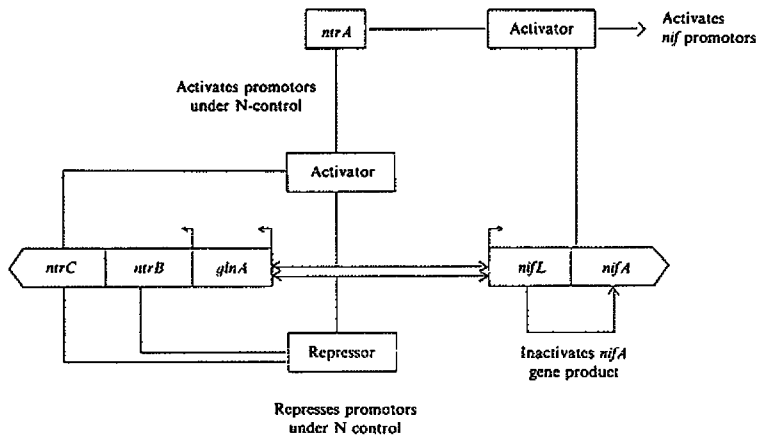 ntrA
Activator
Activates
nif promotors
Activates promotors
under N-control
Activator
ntrC
ntrB
glnA
nifL
nifA
Repressor
Inactivates nifA
gene product
Represses promotors
under N control